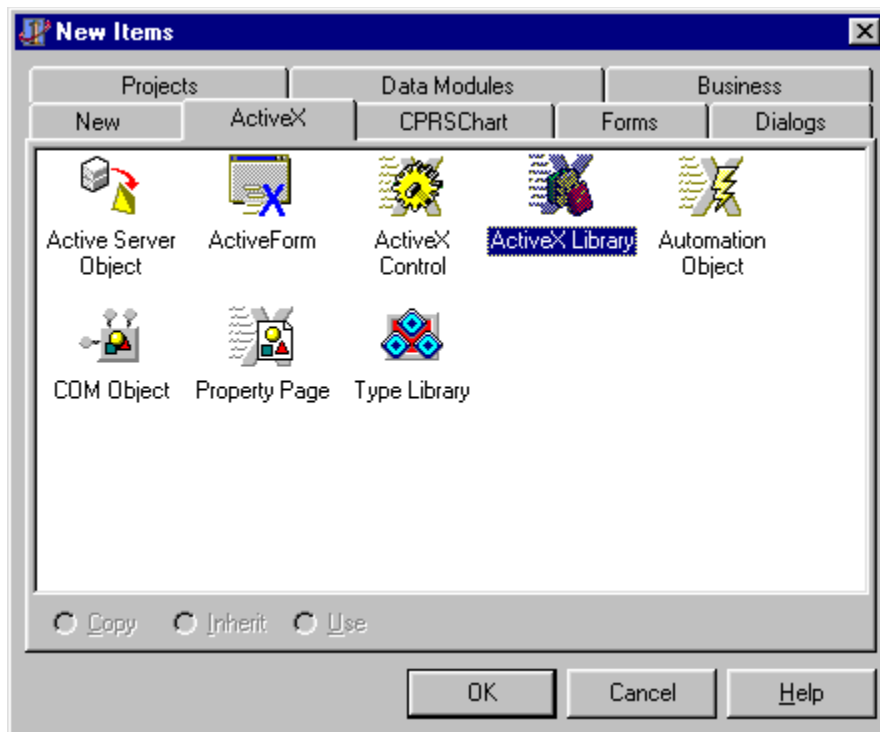 New Items
Projects Data Modules Business
New ActiveX CPRSChart Forms Dialogs
Active Server ActiveForm ActiveX ActiveX Library Automation
Object Control Object
COM Object Property Page Type Library
Copy Inherit Use
OK Cancel Help